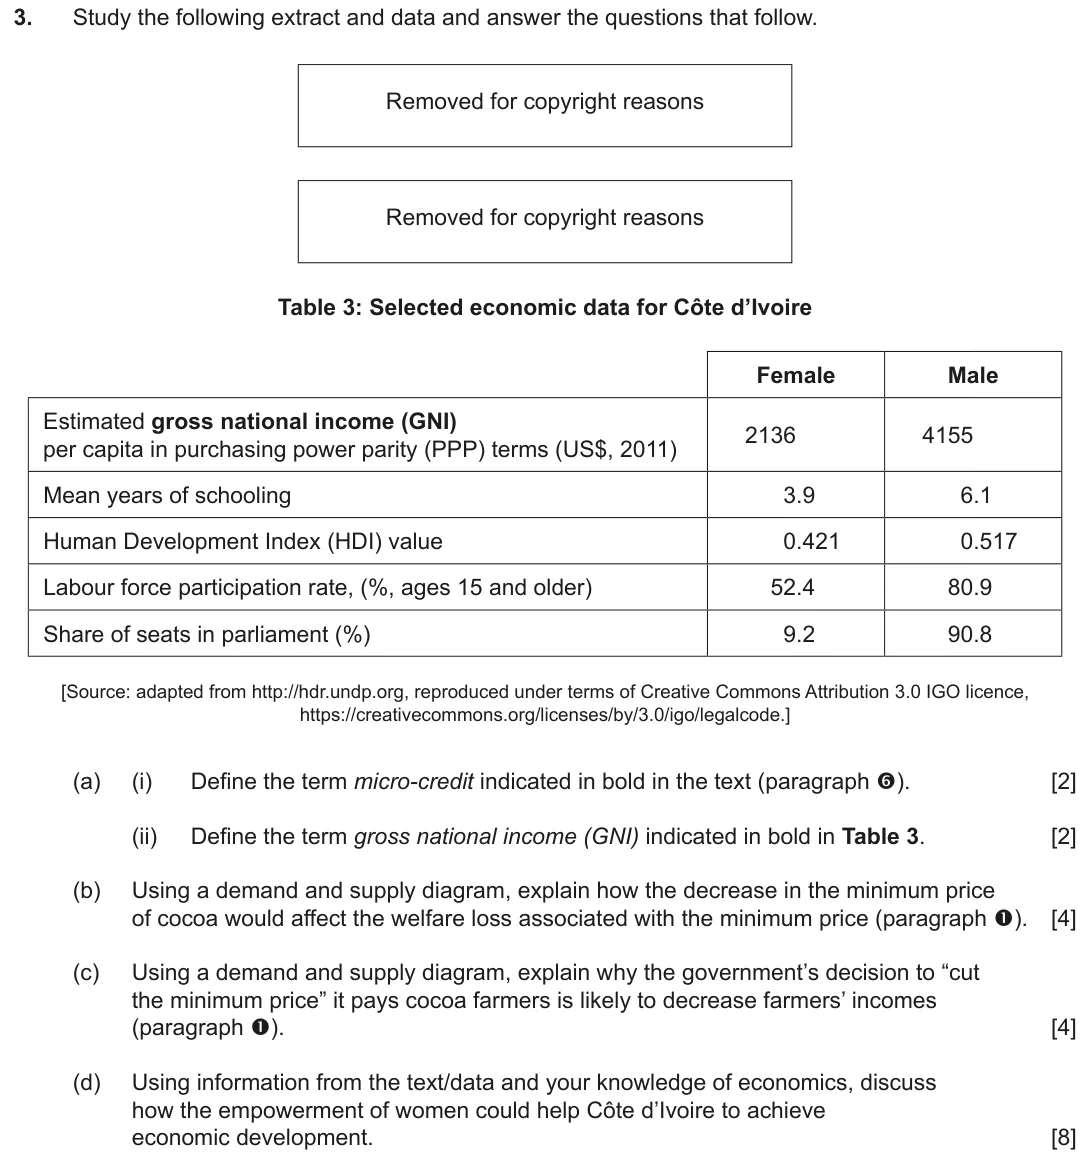 3. Study the following extract and data and answer the questions that follow.
Removed for copyright reasons
Removed for copyright reasons
Table 3: Selected economic data for Côte d’Ivoire
Female Male
Estimated gross national income (GNI)
per capita in purchasing power parity (PPP) terms (US$, 2011) 2136 4155
Mean years of schooling 3.9 6.1
Human Development Index (HDI) value 0.421 0.517
Labour force participation rate, (%, ages 15 and older) 52.4 80.9
Share of seats in parliament (%) 9.2 90.8
[Source: adapted from http://hdr.undp.org, reproduced under terms of Creative Commons Attribution 3.0 IGO licence,
https://creativecommons.org/licenses/by/3.0/igo/legalcode.]
(a) (i) Define the term micro-credit indicated in bold in the text (paragraph ❻). [2]
(ii) Define the term gross national income (GNI) indicated in bold in Table 3. [2]
(b) Using a demand and supply diagram, explain how the decrease in the minimum price
of cocoa would affect the welfare loss associated with the minimum price (paragraph ❶). [4]
(c) Using a demand and supply diagram, explain why the government’s decision to “cut
the minimum price” it pays cocoa farmers is likely to decrease farmers’ incomes
(paragraph ❶). [4]
(d) Using information from the text/data and your knowledge of economics, discuss
how the empowerment of women could help Côte d’Ivoire to achieve
economic development. [8]